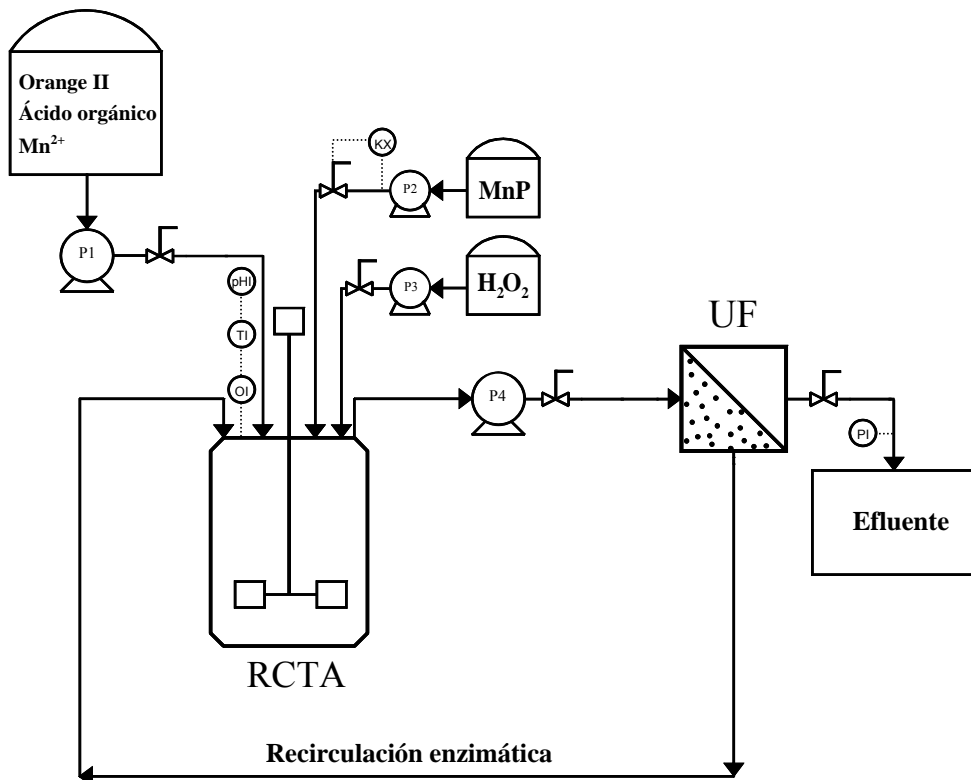 Orange II
Ácido orgánico
Mn²⁺
KX
P2
MnP
P1
pHI
P3
H₂O₂
TI
UF
OI
P4
PI
Efluente
RCTA
Recirculación enzimática